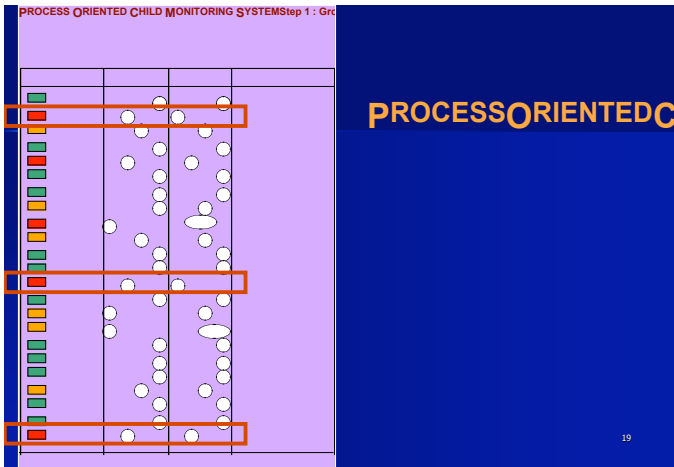 PROCESS ORIENTED CHILD MONITORING SYSTEMStep 1 : Gro
PROCESSORIENTEDC
19